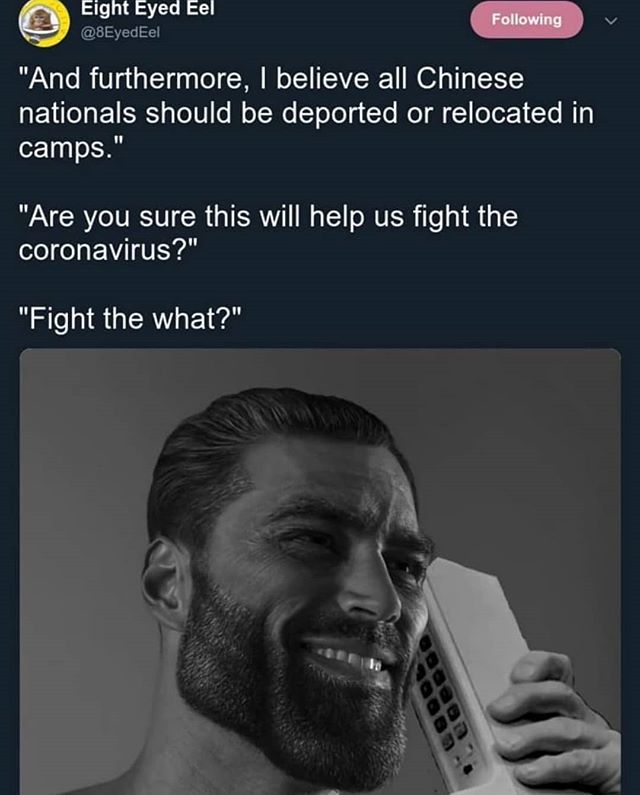 Eight Eyed Eel
@8EyedEel
Following
"And furthermore, I believe all Chinese
nationals should be deported or relocated in
camps."
"Are you sure this will help us fight the
coronavirus?"
"Fight the what?"